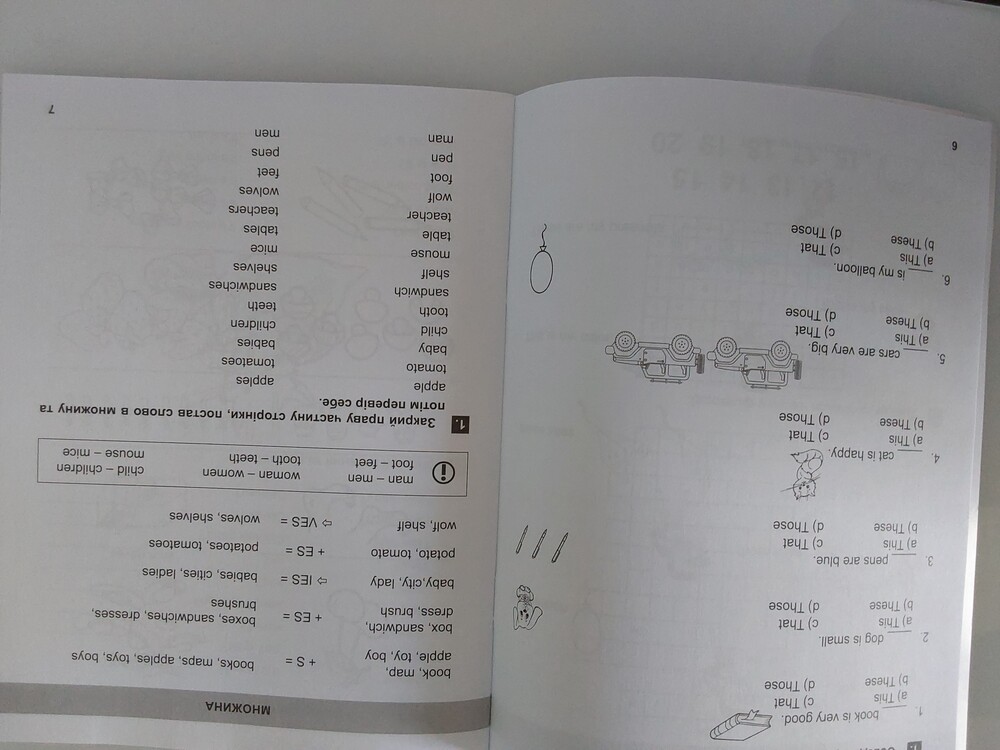 1.
1. ____ book is very good.
a) This c) That
b) These d) Those
2. ____ dog is small.
a) This c) That
b) These d) Those
3. ____ pens are blue.
a) This c) That
b) These d) Those
4. ____ cat is happy.
a) This c) That
b) These d) Those
5. ____ cars are very big.
a) This c) That
b) These d) Those
6. ____ is my balloon.
a) This c) That
b) These d) Those
6
МНОЖИНА
book, map,
apple, toy, boy + S = books, maps, apples, toys, boys
box, sandwich,
dress, brush + ES = boxes, sandwiches, dresses,
brushes
baby,city, lady ⇨ IES = babies, cities, ladies
potato, tomato + ES = potatoes, tomatoes
wolf, shelf ⇨ VES = wolves, shelves
man – men woman – women child – children
foot – feet tooth – teeth mouse – mice
1. Закрий праву частину сторінки, постав слово в множину та
потім перевір себе.
apple apples
tomato tomatoes
baby babies
child children
tooth teeth
sandwich sandwiches
shelf shelves
mouse mice
table tables
teacher teachers
wolf wolves
foot feet
pen pens
man men
7